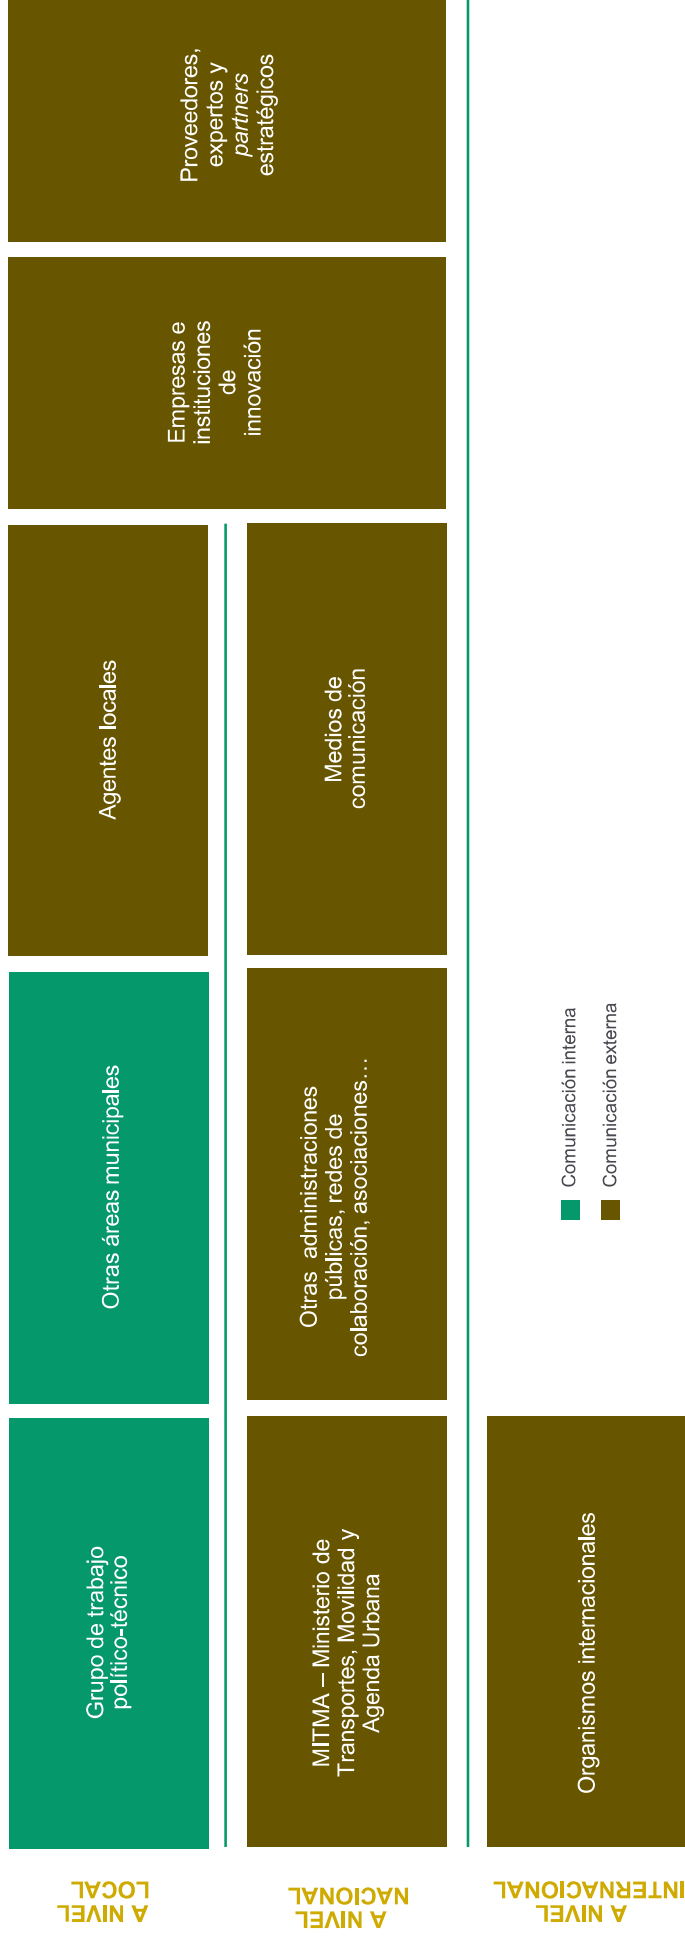 A NIVEL
LOCAL
Grupo de trabajo
político-técnico
Otras áreas municipales
Agentes locales
Empresas e
instituciones
de
innovación
Proveedores,
expertos y
partners
estratégicos
A NIVEL
NACIONAL
MITMA – Ministerio de
Transportes, Movilidad y
Agenda Urbana
Otras administraciones
públicas, redes de
colaboración, asociaciones…
Medios de
comunicación
A NIVEL
INTERNACIONAL
Organismos internacionales
Comunicación interna
Comunicación externa